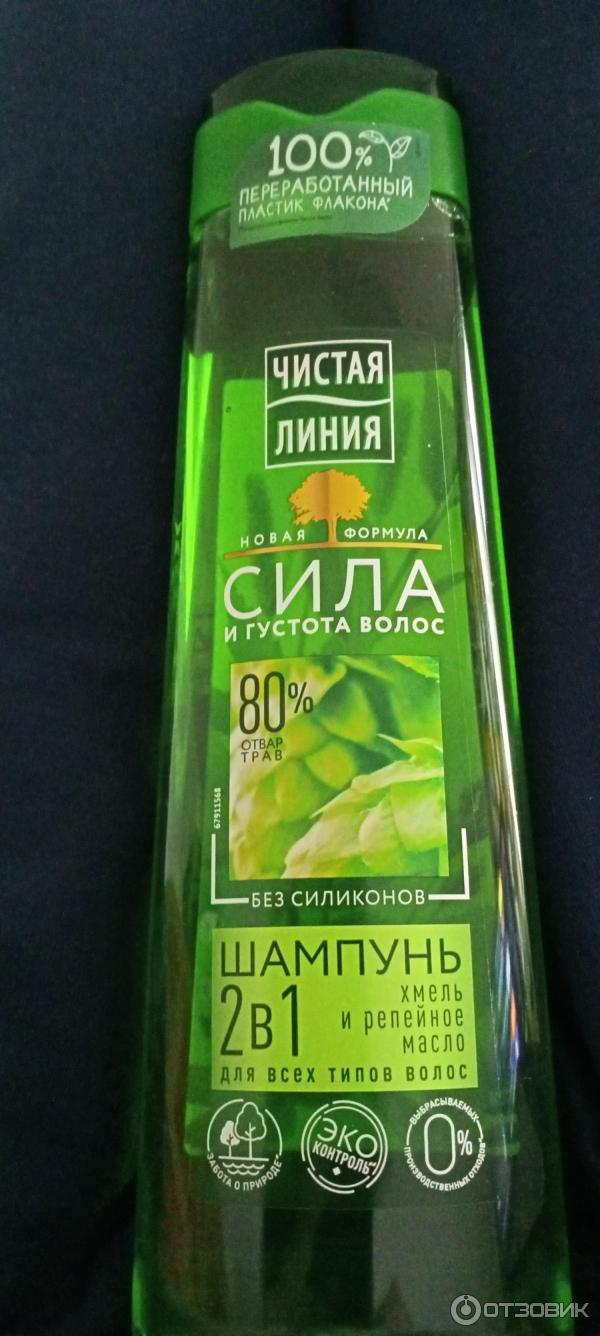 100%
ПЕРЕРАБОТАННЫЙ
ПЛАСТИК ФЛАКОНА*
ЧИСТАЯ
ЛИНИЯ
НОВАЯ ФОРМУЛА
СИЛА
И ГУСТОТА ВОЛОС
80%
ОТВАР
ТРАВ
67911568
БЕЗ СИЛИКОНОВ
ШАМПУНЬ
2в1
хмель
и репейное
масло
для всех типов волос
ЗАБОТА О ПРИРОДЕ
ЭКО
КОНТРОЛЬ
ВЫБРАСЫВАЕМЫХ
0%
ПРОИЗВОДСТВЕННЫХ ОТХОДОВ
ОТЗОВИК